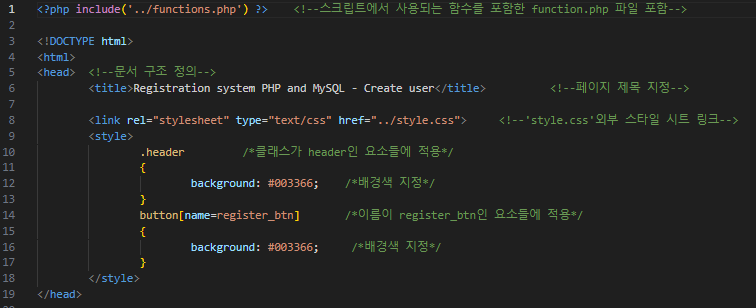 1 <?php include('../functions.php') ?> <!--스크립트에서 사용되는 함수를 포함한 function.php 파일 포함-->
2
3 <!DOCTYPE html>
4 <html>
5 <head> <!--문서 구조 정의-->
6 <title>Registration system PHP and MySQL - Create user</title> <!--페이지 제목 지정-->
7
8 <link rel="stylesheet" type="text/css" href="../style.css"> <!--'style.css'외부 스타일 시트 링크-->
9 <style>
10 .header /*클래스가 header인 요소들에 적용*/
11 {
12 background: #003366; /*배경색 지정*/
13 }
14 button[name=register_btn] /*이름이 register_btn인 요소들에 적용*/
15 {
16 background: #003366; /*배경색 지정*/
17 }
18 </style>
19 </head>